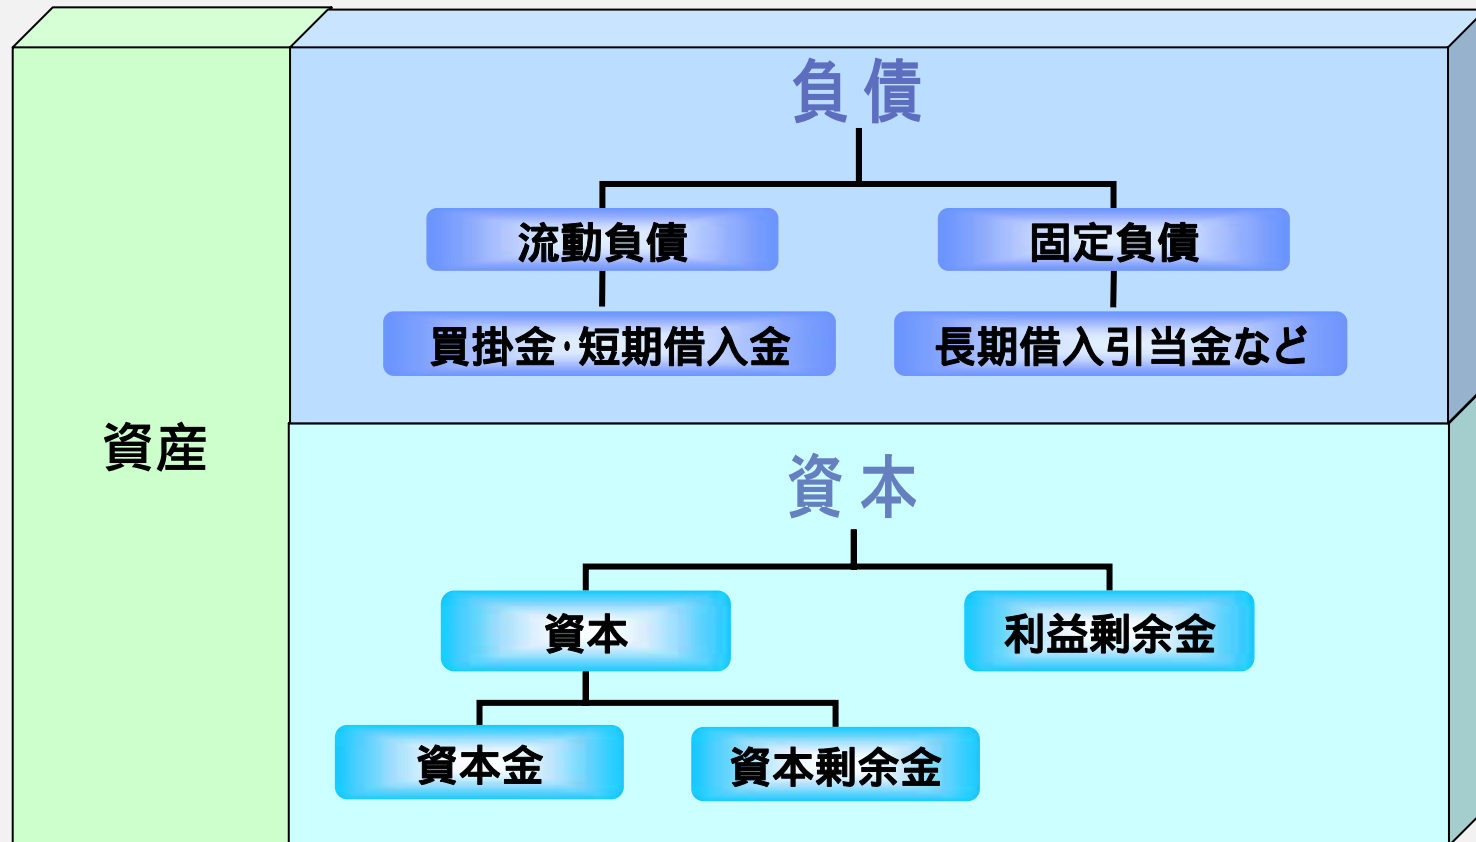 負債
流動負債
固定負債
買掛金・短期借入金
長期借入引当金など
資産
資本
資本
利益剰余金
資本金
資本剰余金